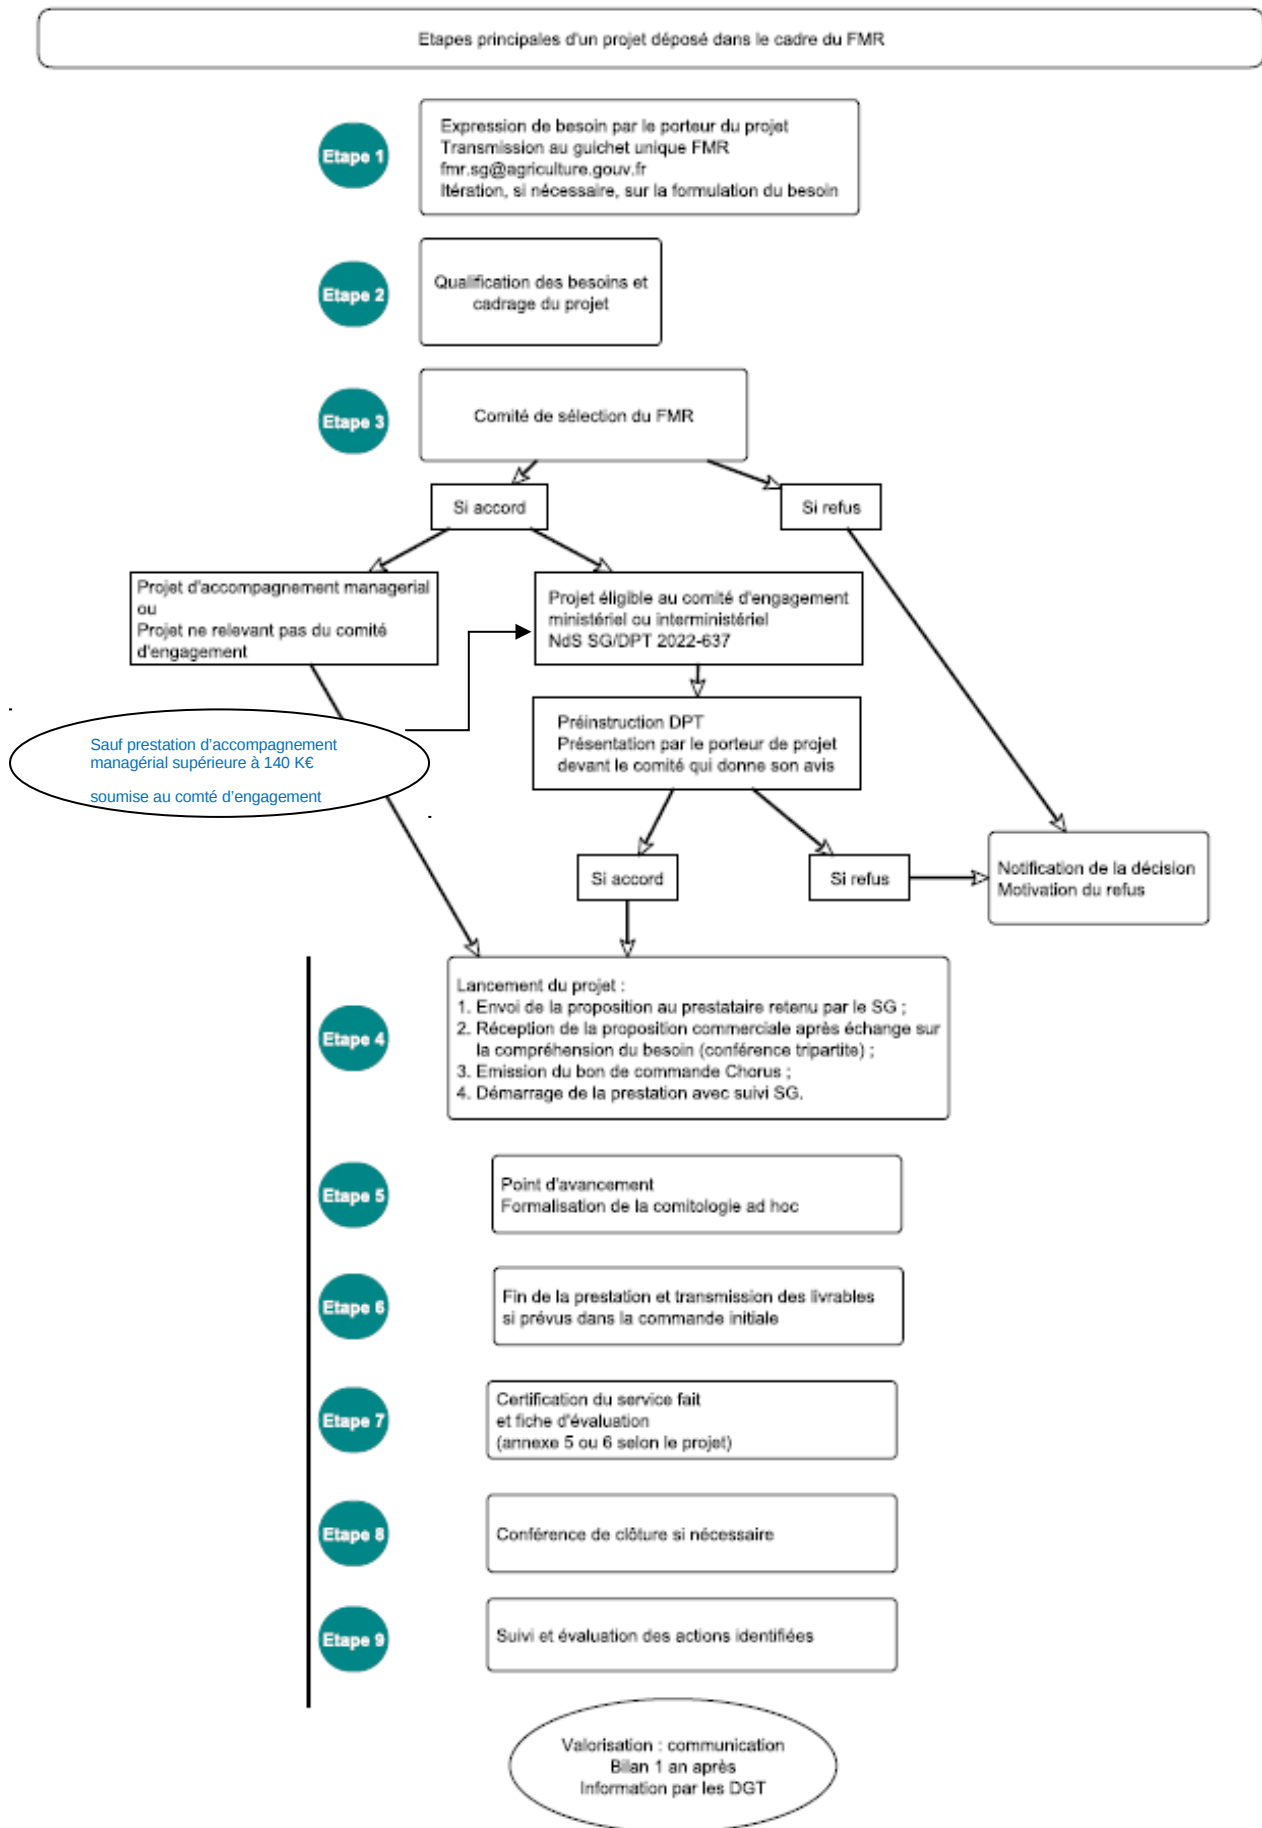 Etapes principales d'un projet déposé dans le cadre du FMR
Etape 1
Expression de besoin par le porteur du projet
Transmission au guichet unique FMR
fmr.sg@agriculture.gouv.fr
Itération, si nécessaire, sur la formulation du besoin
Etape 2
Qualification des besoins et
cadrage du projet
Etape 3
Comité de sélection du FMR
Si accord
Si refus
Projet d'accompagnement managerial
ou
Projet ne relevant pas du comité
d'engagement
Projet éligible au comité d'engagement
ministériel ou interministériel
NdS SG/DPT 2022-637
Sauf prestation d'accompagnement
managérial supérieure à 140 K€
soumise au comté d'engagement
Préinstruction DPT
Présentation par le porteur de projet
devant le comité qui donne son avis
Si accord
Si refus
Notification de la décision
Motivation du refus
Etape 4
Lancement du projet :
1. Envoi de la proposition au prestataire retenu par le SG ;
2. Réception de la proposition commerciale après échange sur
la compréhension du besoin (conférence tripartite) ;
3. Emission du bon de commande Chorus ;
4. Démarrage de la prestation avec suivi SG.
Etape 5
Point d'avancement
Formalisation de la comitologie ad hoc
Etape 6
Fin de la prestation et transmission des livrables
si prévus dans la commande initiale
Etape 7
Certification du service fait
et fiche d'évaluation
(annexe 5 ou 6 selon le projet)
Etape 8
Conférence de clôture si nécessaire
Etape 9
Suivi et évaluation des actions identifiées
Valorisation : communication
Bilan 1 an après
Information par les DGT